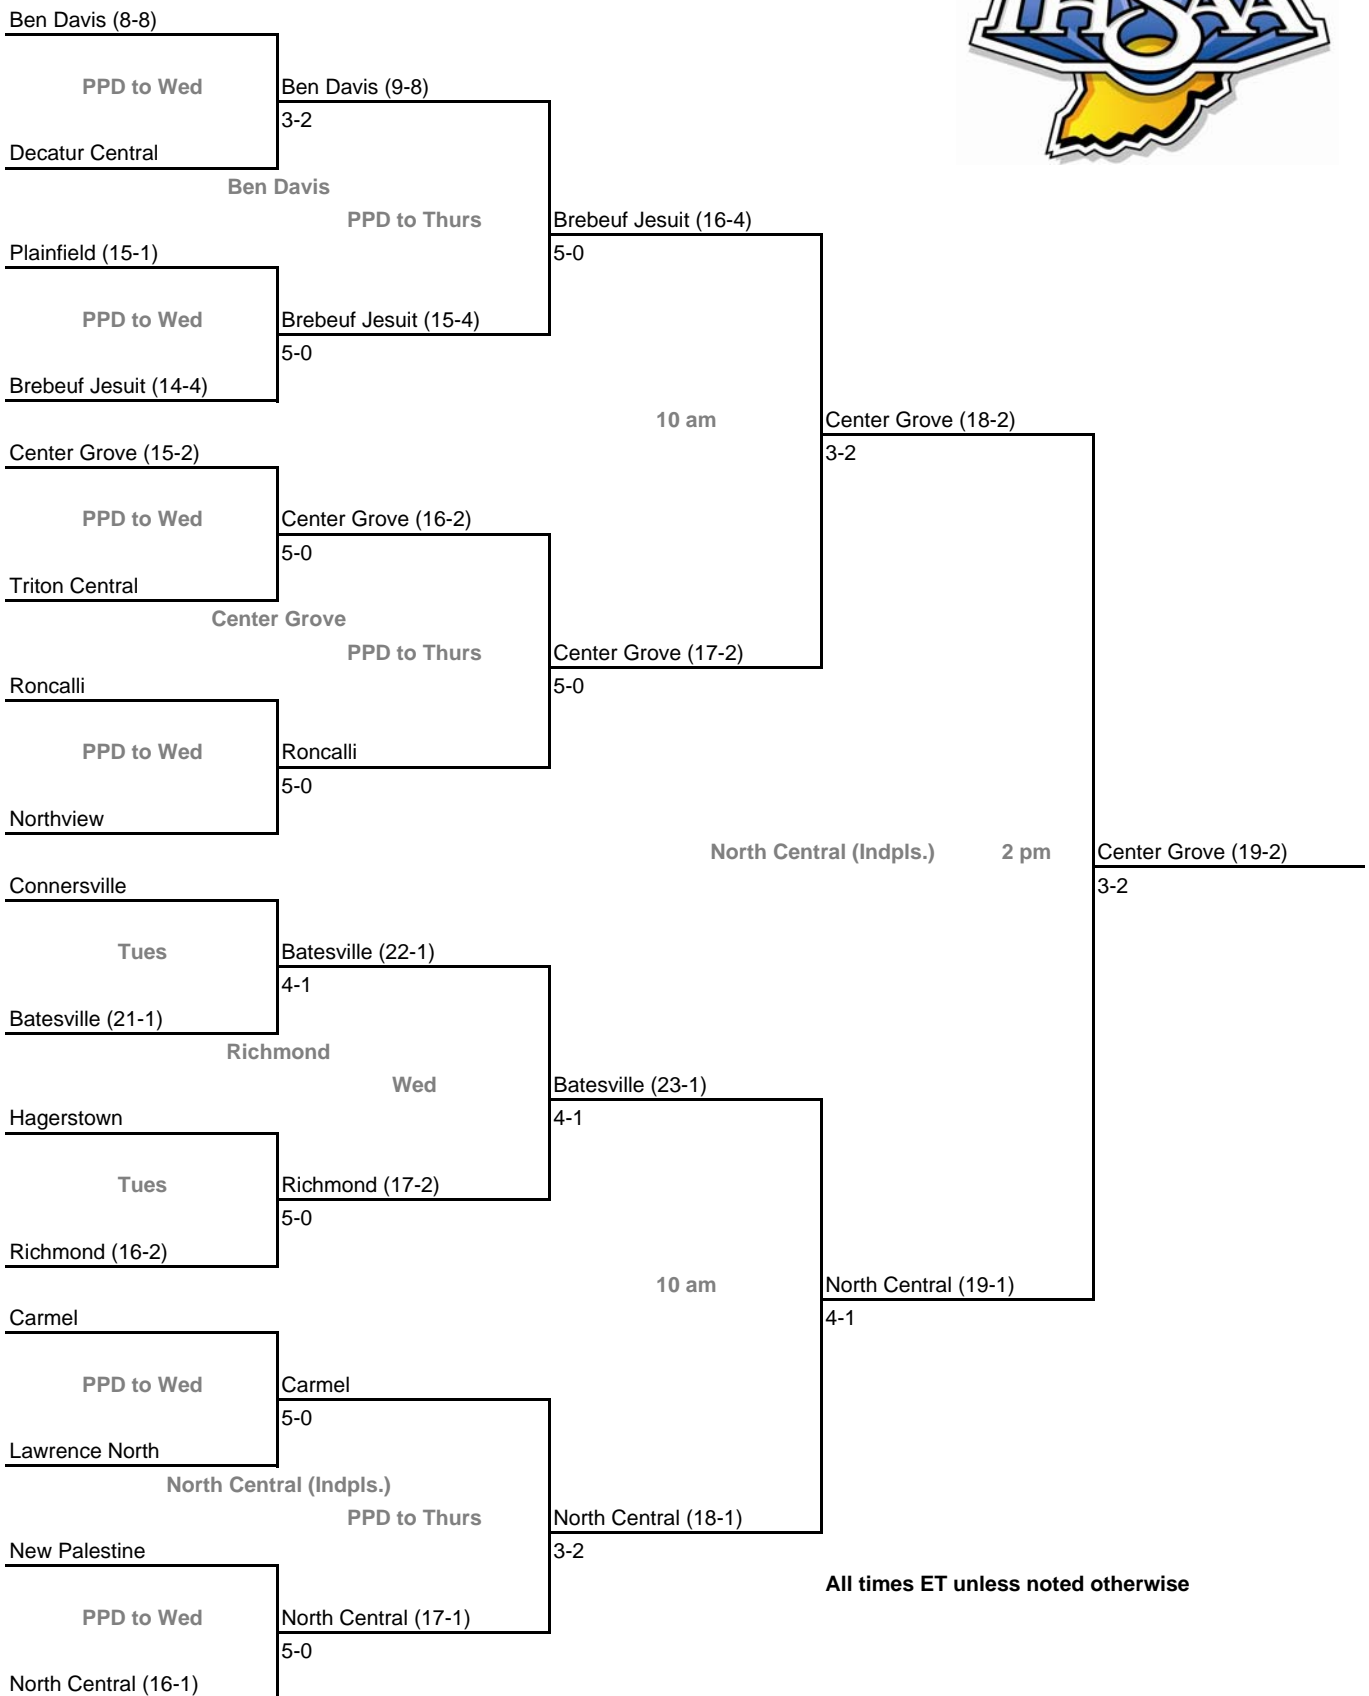 IHSAA
Ben Davis (8-8)
PPD to Wed
Ben Davis (9-8)
3-2
Decatur Central
Ben Davis
PPD to Thurs
Brebeuf Jesuit (16-4)
Plainfield (15-1)
5-0
PPD to Wed
Brebeuf Jesuit (15-4)
5-0
Brebeuf Jesuit (14-4)
10 am
Center Grove (18-2)
Center Grove (15-2)
3-2
PPD to Wed
Center Grove (16-2)
5-0
Triton Central
Center Grove
PPD to Thurs
Center Grove (17-2)
Roncalli
5-0
PPD to Wed
Roncalli
5-0
Northview
North Central (Indpls.)
2 pm
Center Grove (19-2)
Connersville
3-2
Tues
Batesville (22-1)
4-1
Batesville (21-1)
Richmond
Wed
Batesville (23-1)
Hagerstown
4-1
Tues
Richmond (17-2)
5-0
Richmond (16-2)
10 am
North Central (19-1)
Carmel
4-1
PPD to Wed
Carmel
5-0
Lawrence North
North Central (Indpls.)
PPD to Thurs
North Central (18-1)
New Palestine
3-2
All times ET unless noted otherwise
PPD to Wed
North Central (17-1)
5-0
North Central (16-1)